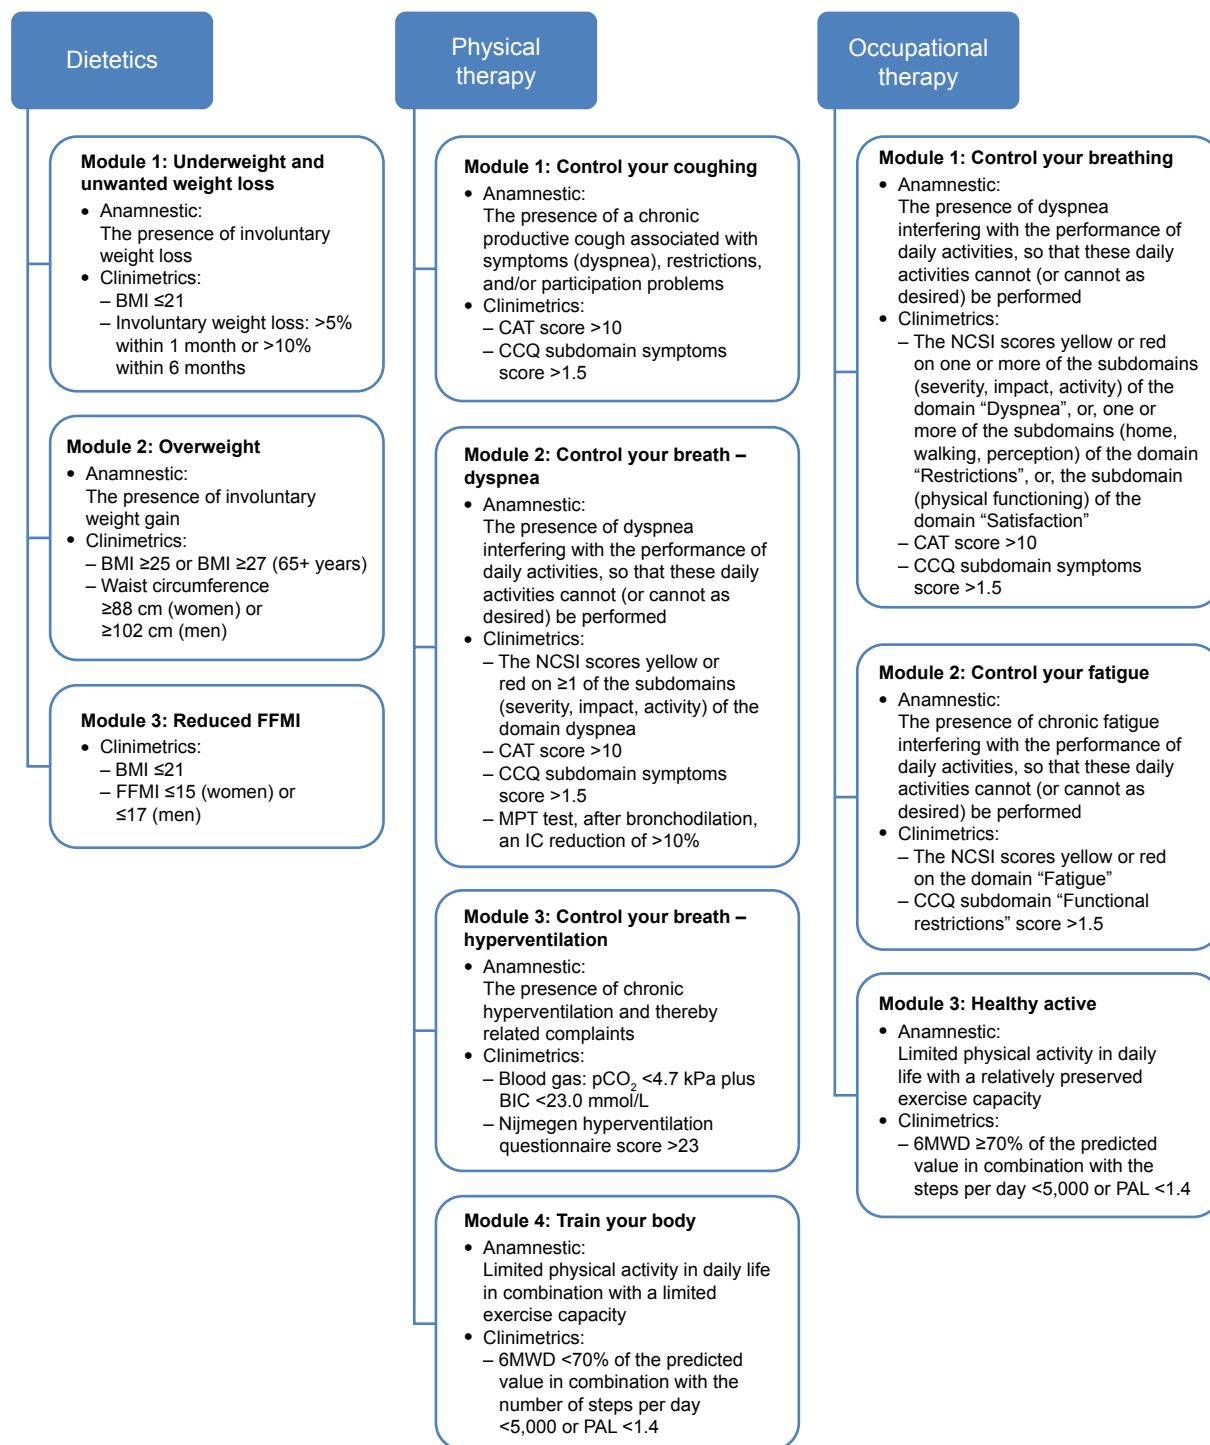 Dietetics
Module 1: Underweight and
unwanted weight loss
• Anamnestic:
The presence of involuntary
weight loss
• Clinimetrics:
– BMI ≤21
– Involuntary weight loss: >5%
within 1 month or >10%
within 6 months
Module 2: Overweight
• Anamnestic:
The presence of involuntary
weight gain
• Clinimetrics:
– BMI ≥25 or BMI ≥27 (65+ years)
– Waist circumference
≥88 cm (women) or
≥102 cm (men)
Module 3: Reduced FFMI
• Clinimetrics:
– BMI ≤21
– FFMI ≤15 (women) or
≤17 (men)
Physical
therapy
Module 1: Control your coughing
• Anamnestic:
The presence of a chronic
productive cough associated with
symptoms (dyspnea), restrictions,
and/or participation problems
• Clinimetrics:
– CAT score >10
– CCQ subdomain symptoms
score >1.5
Module 2: Control your breath –
dyspnea
• Anamnestic:
The presence of dyspnea
interfering with the performance of
daily activities, so that these daily
activities cannot (or cannot as
desired) be performed
• Clinimetrics:
– The NCSI scores yellow or
red on ≥1 of the subdomains
(severity, impact, activity) of the
domain dyspnea
– CAT score >10
– CCQ subdomain symptoms
score >1.5
– MPT test, after bronchodilation,
an IC reduction of >10%
Module 3: Control your breath –
hyperventilation
• Anamnestic:
The presence of chronic
hyperventilation and thereby
related complaints
• Clinimetrics:
– Blood gas: pCO₂ <4.7 kPa plus
BIC <23.0 mmol/L
– Nijmegen hyperventilation
questionnaire score >23
Module 4: Train your body
• Anamnestic:
Limited physical activity in daily life
in combination with a limited
exercise capacity
• Clinimetrics:
– 6MWD <70% of the predicted
value in combination with the
number of steps per day
<5,000 or PAL <1.4
Occupational
therapy
Module 1: Control your breathing
• Anamnestic:
The presence of dyspnea
interfering with the performance of
daily activities, so that these daily
activities cannot (or cannot as
desired) be performed
• Clinimetrics:
– The NCSI scores yellow or red
on one or more of the subdomains
(severity, impact, activity) of the
domain “Dyspnea”, or, one or
more of the subdomains (home,
walking, perception) of the domain
“Restrictions”, or, the subdomain
(physical functioning) of the
domain “Satisfaction”
– CAT score >10
– CCQ subdomain symptoms
score >1.5
Module 2: Control your fatigue
• Anamnestic:
The presence of chronic fatigue
interfering with the performance of
daily activities, so that these daily
activities cannot (or cannot as
desired) be performed
• Clinimetrics:
– The NCSI scores yellow or red
on the domain “Fatigue”
– CCQ subdomain “Functional
restrictions” score >1.5
Module 3: Healthy active
• Anamnestic:
Limited physical activity in daily
life with a relatively preserved
exercise capacity
• Clinimetrics:
– 6MWD ≥70% of the predicted
value in combination with the
steps per day <5,000 or PAL <1.4